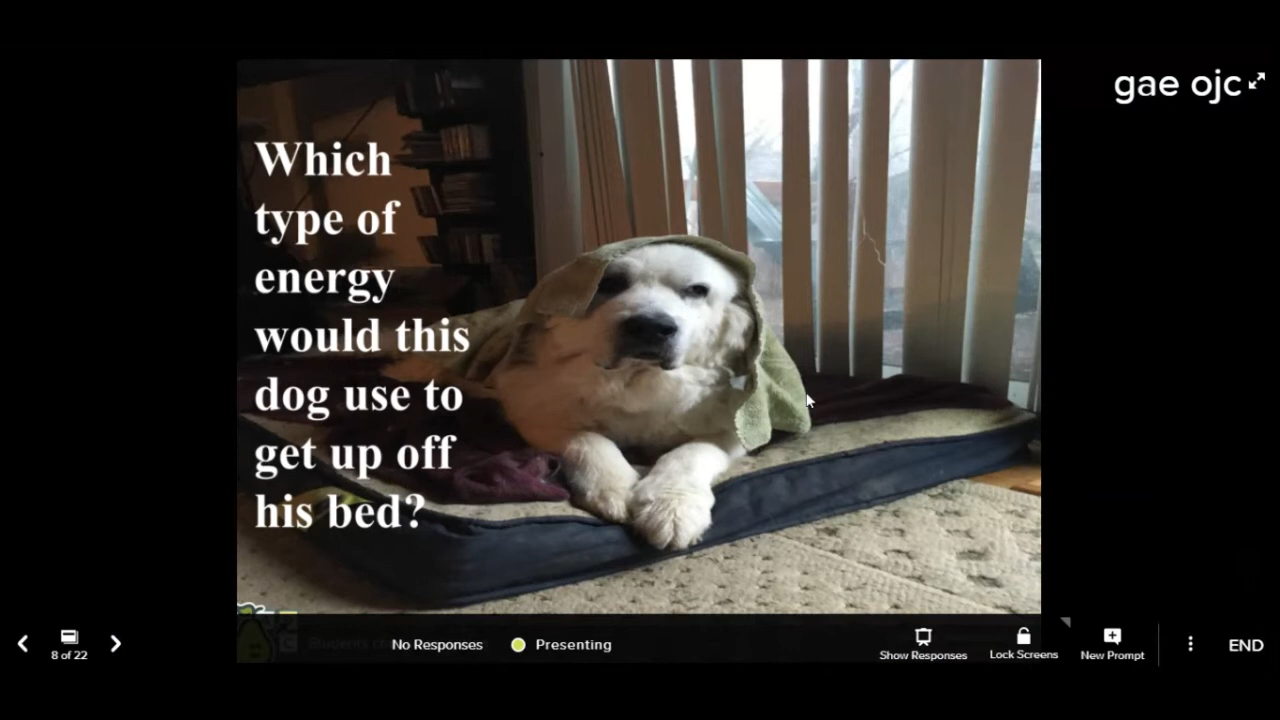 gae ojc
Which
type of
energy
would this
dog use to
get up off
his bed?
8 of 22
No Responses
Presenting
Show Responses
Lock Screens
New Prompt
END